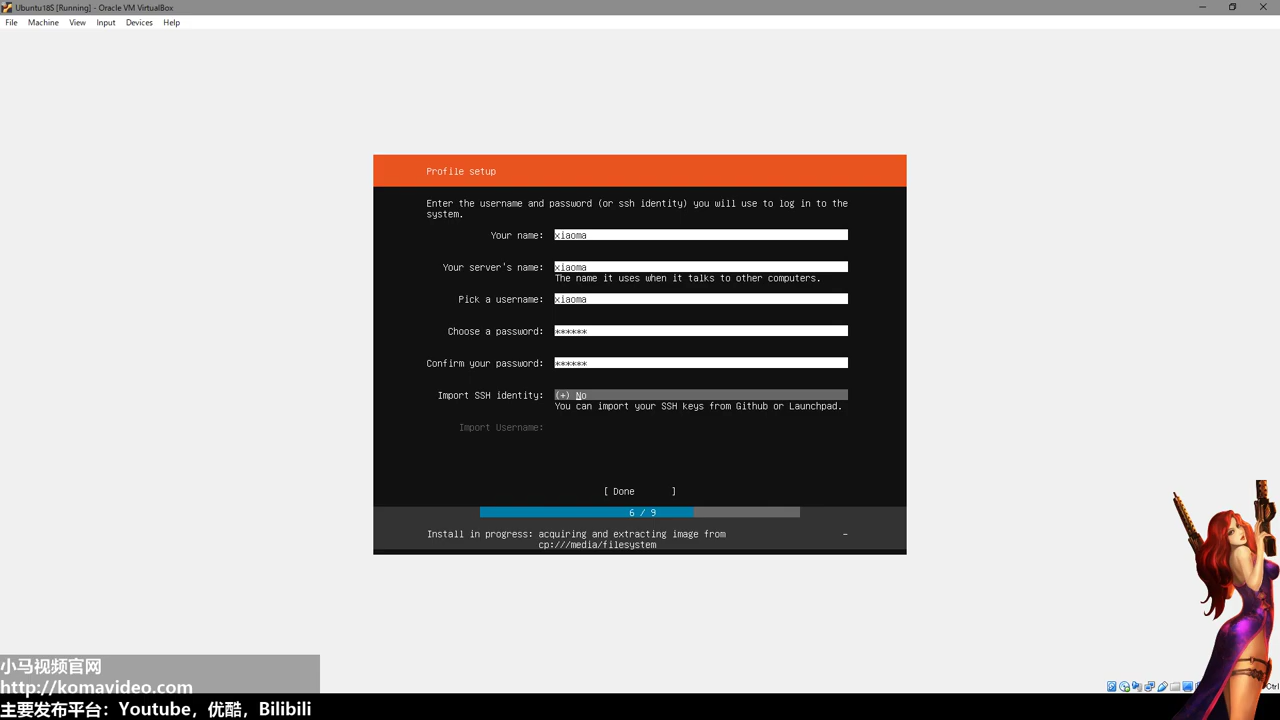 Ubuntu18S [Running] - Oracle VM VirtualBox
File Machine View Input Devices Help
Profile setup
Enter the username and password (or ssh identity) you will use to log in to the
system.
Your name: xiaoma
Your server's name: xiaoma
The name it uses when it talks to other computers.
Pick a username: xiaoma
Choose a password: ******
Confirm your password: ******
Import SSH identity: (+) No
You can import your SSH keys from Github or Launchpad.
Import Username:
[ Done ]
6 / 9
Install in progress: acquiring and extracting image from -
cp:///media/filesystem
小马视频官网
http://komavideo.com
主要发布平台：Youtube，优酷，Bilibili
Ctrl